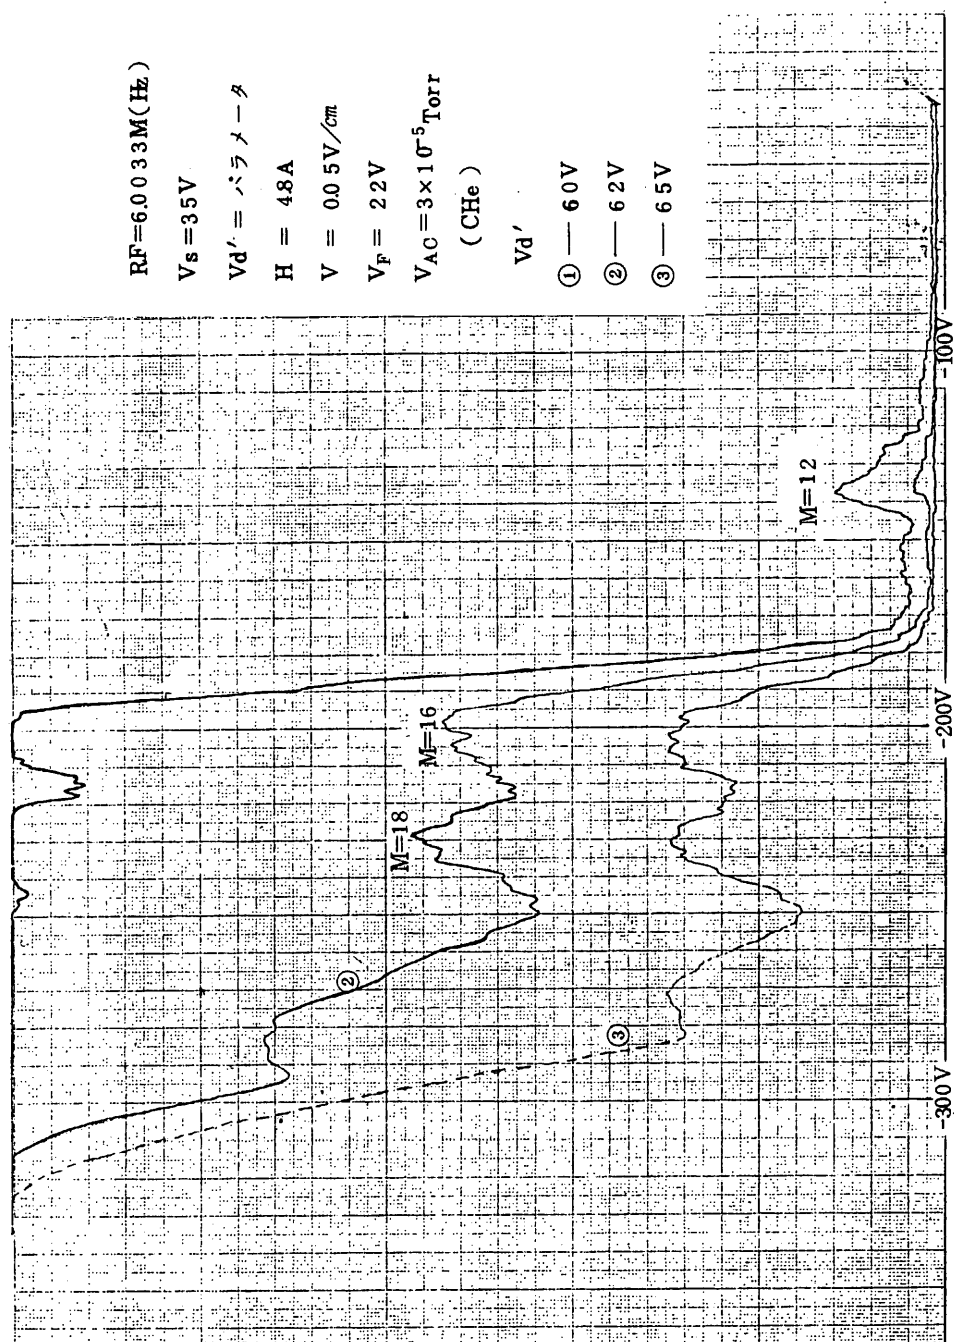 RF=6.0033M(Hz)
Vs=35V
Vd′= パラメータ
H = 48A
V = 0.05V/cm
VF= 22V
VAC=3×10-5Torr
(CHe)
Vd′
①— 60V
②— 62V
③— 65V
M=12
M=16
M=18
②
③
-100V
-200V
-300V